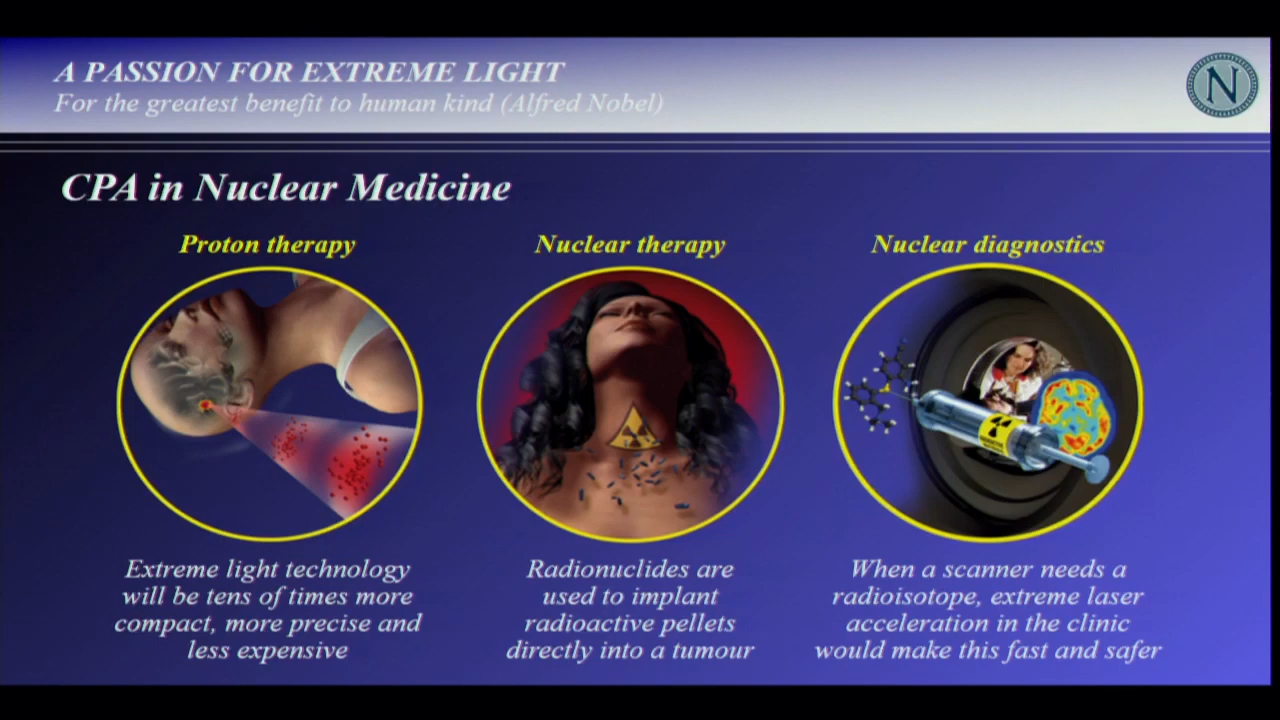 A PASSION FOR EXTREME LIGHT
For the greatest benefit to human kind (Alfred Nobel)
N
CPA in Nuclear Medicine
Proton therapy
Nuclear therapy
Nuclear diagnostics
Extreme light technology
will be tens of times more
compact, more precise and
less expensive
Radionuclides are
used to implant
radioactive pellets
directly into a tumour
When a scanner needs a
radioisotope, extreme laser
acceleration in the clinic
would make this fast and safer